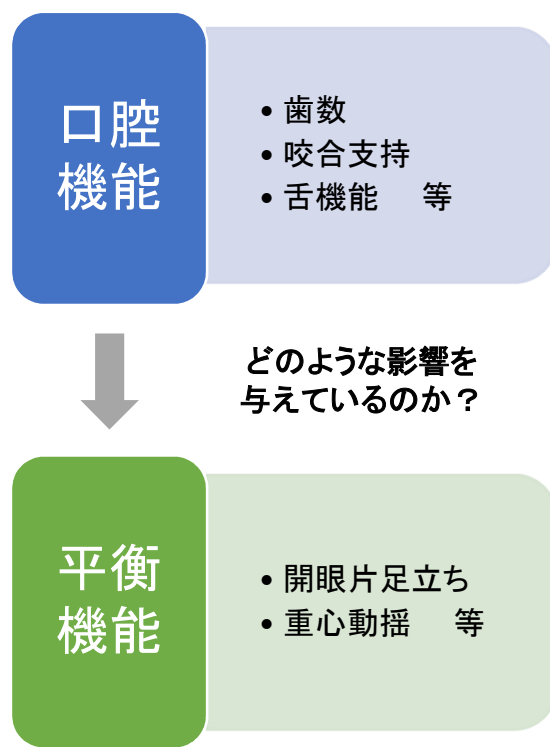 口腔
機能
• 歯数
• 咬合支持
• 舌機能　等
どのような影響を
与えているのか？
平衡
機能
• 開眼片足立ち
• 重心動揺　等